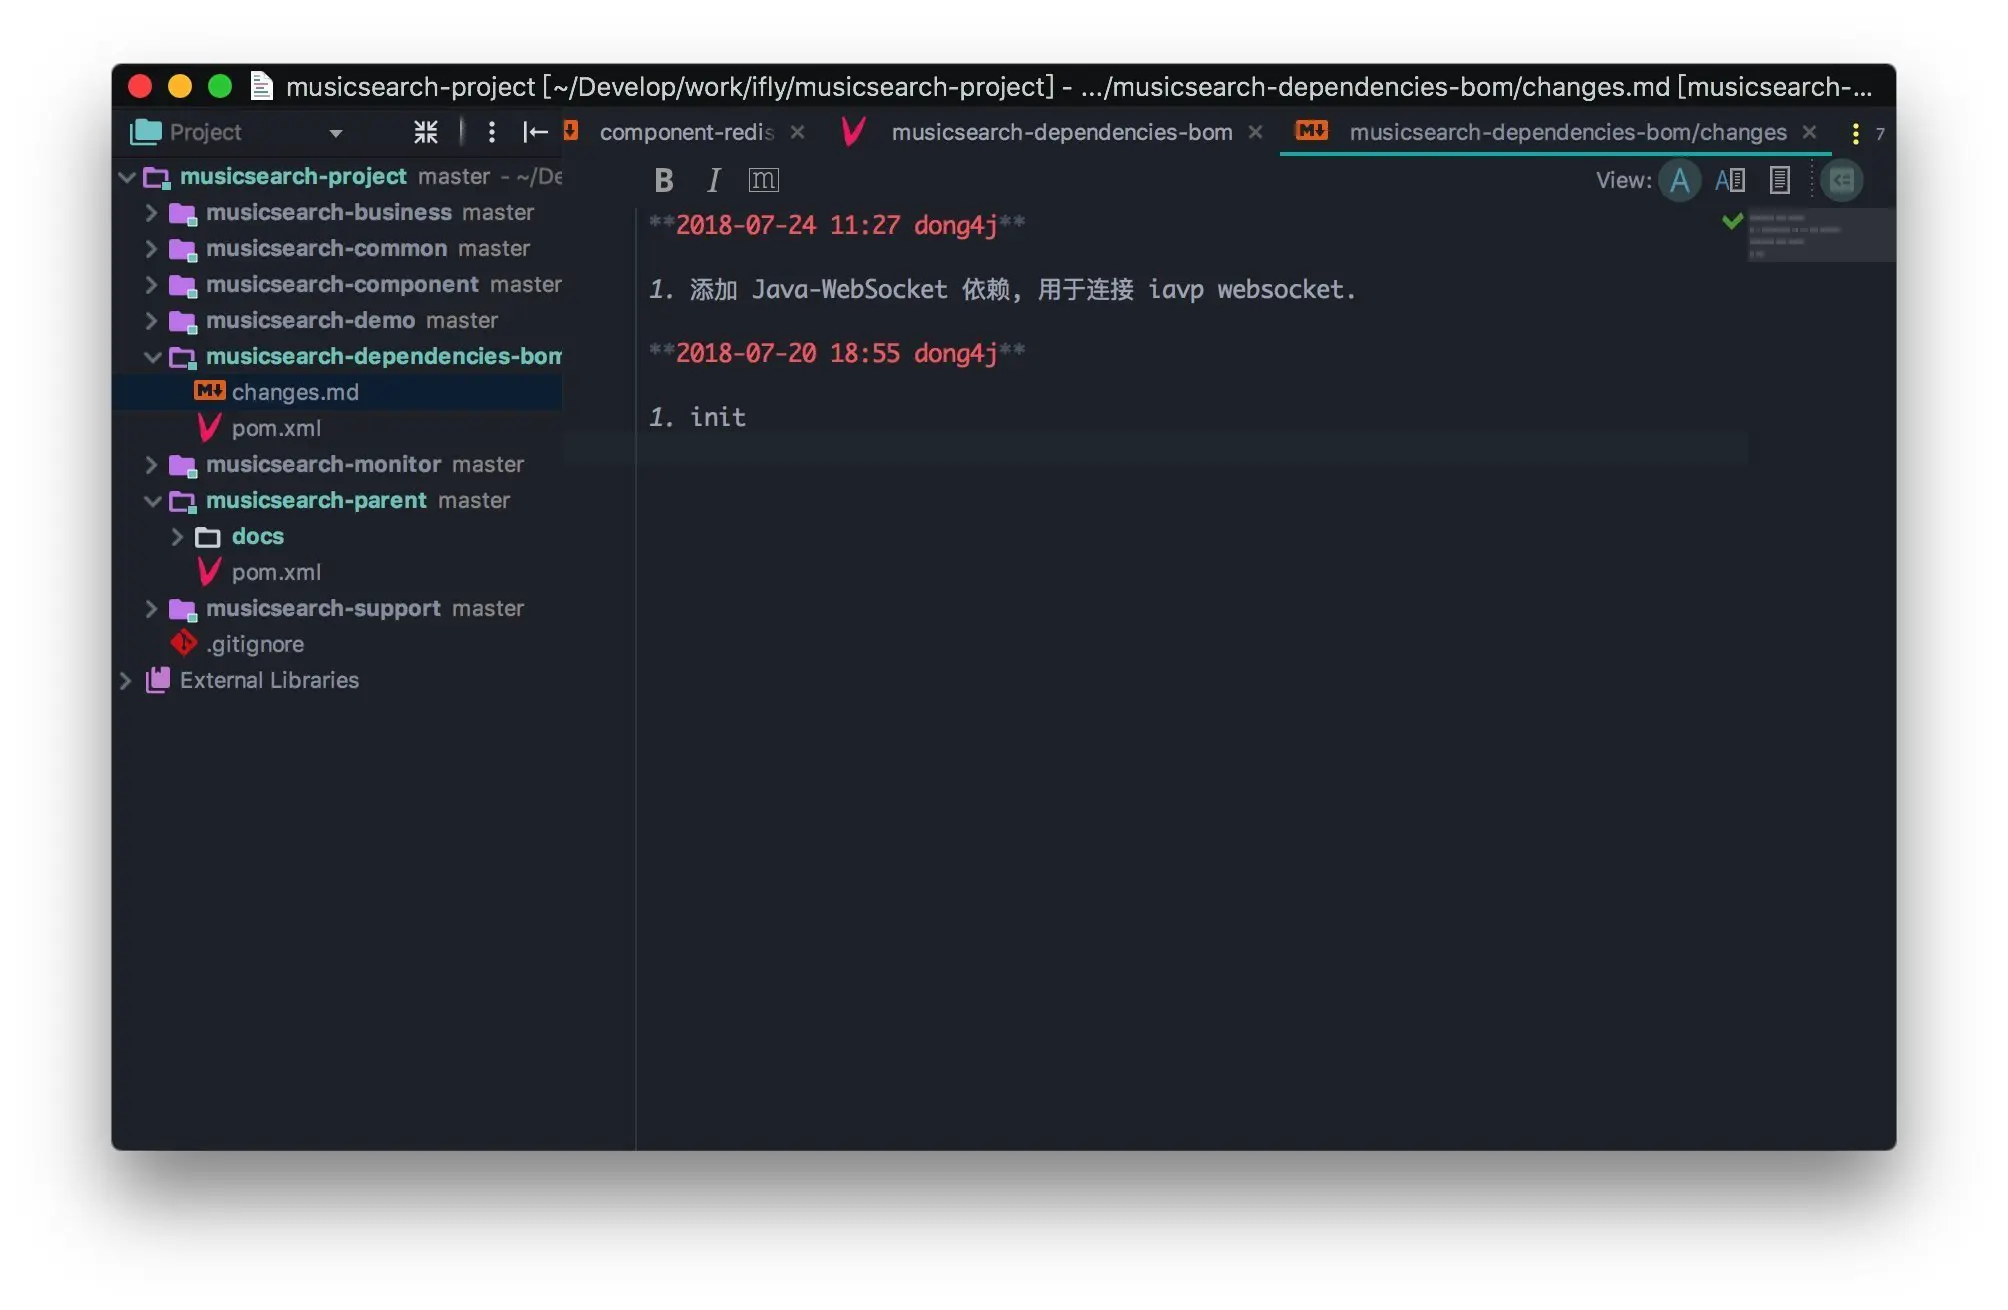 musicsearch-project [~/Develop/work/ifly/musicsearch-project] - .../musicsearch-dependencies-bom/changes.md [musicsearch-...
Project
component-redis
musicsearch-dependencies-bom
musicsearch-dependencies-bom/changes
7
musicsearch-project master - ~/De
musicsearch-business master
musicsearch-common master
musicsearch-component master
musicsearch-demo master
musicsearch-dependencies-bom
changes.md
pom.xml
musicsearch-monitor master
musicsearch-parent master
docs
pom.xml
musicsearch-support master
.gitignore
External Libraries
B I m
View: A A
**2018-07-24 11:27 dong4j**
1. 添加 Java-WebSocket 依赖, 用于连接 iavp websocket.
**2018-07-20 18:55 dong4j**
1. init